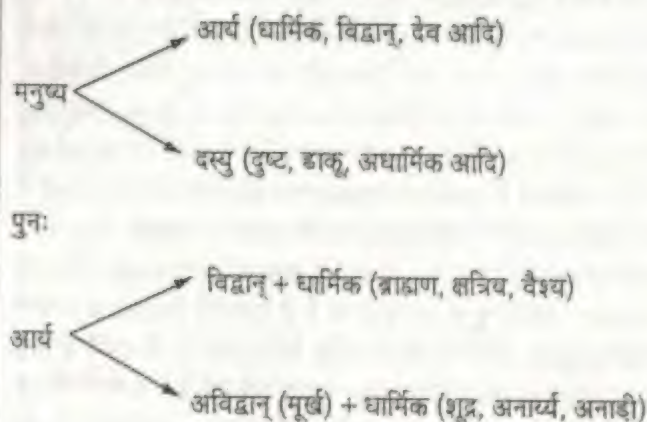 आर्य (धार्मिक, विद्वान्, देव आदि)
मनुष्य
दस्यु (दुष्ट, डाकू, अधार्मिक आदि)
पुनः
विद्वान् + धार्मिक (ब्राह्मण, क्षत्रिय, वैश्य)
आर्य
अविद्वान् (मूर्ख) + धार्मिक (शूद्र, अनार्य्य, अनाड़ी)